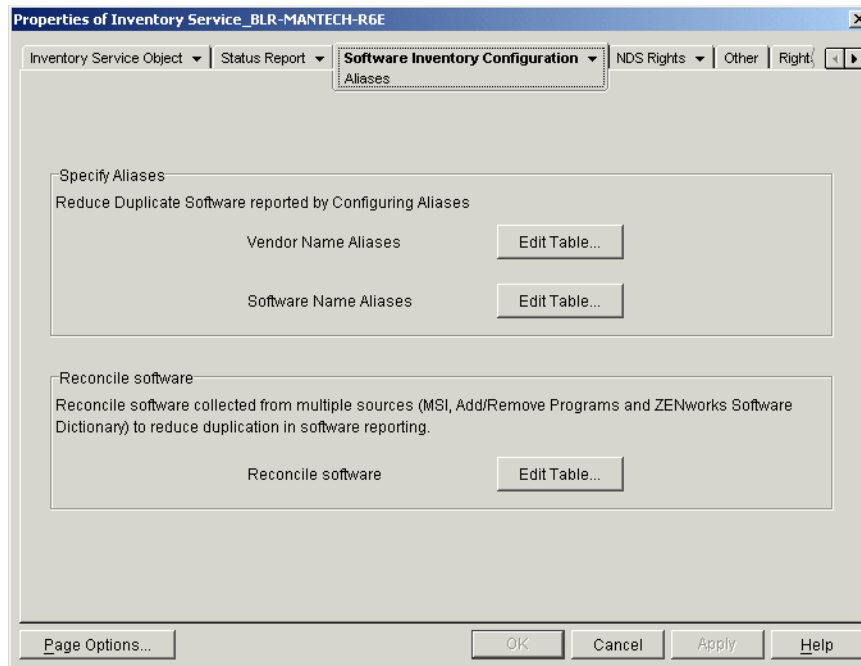 Properties of Inventory Service_BLR-MANTECH-R6E
Inventory Service Object
Status Report
Software Inventory Configuration
NDS Rights
Other
Aliases
Specify Aliases
Reduce Duplicate Software reported by Configuring Aliases
Vendor Name Aliases
Edit Table...
Software Name Aliases
Edit Table...
Reconcile software
Reconcile software collected from multiple sources (MSI, Add/Remove Programs and ZENworks Software
Dictionary) to reduce duplication in software reporting.
Reconcile software
Edit Table...
Page Options...
OK
Cancel
Apply
Help